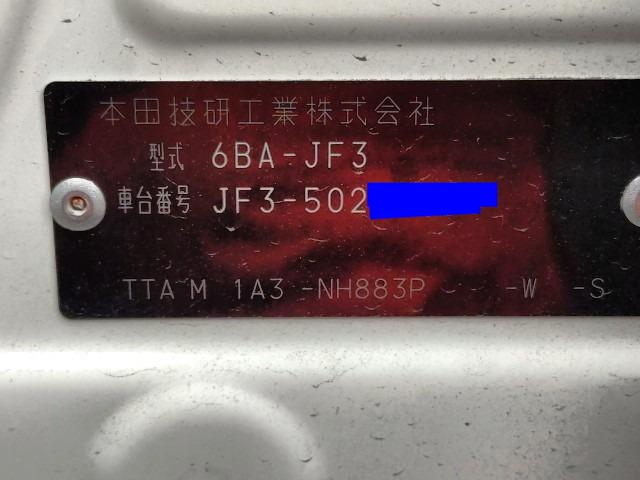 本田技研工業株式会社
型式 6BA-JF3
車台番号 JF3-502
TTA M 1A3 -NH883P -W -S